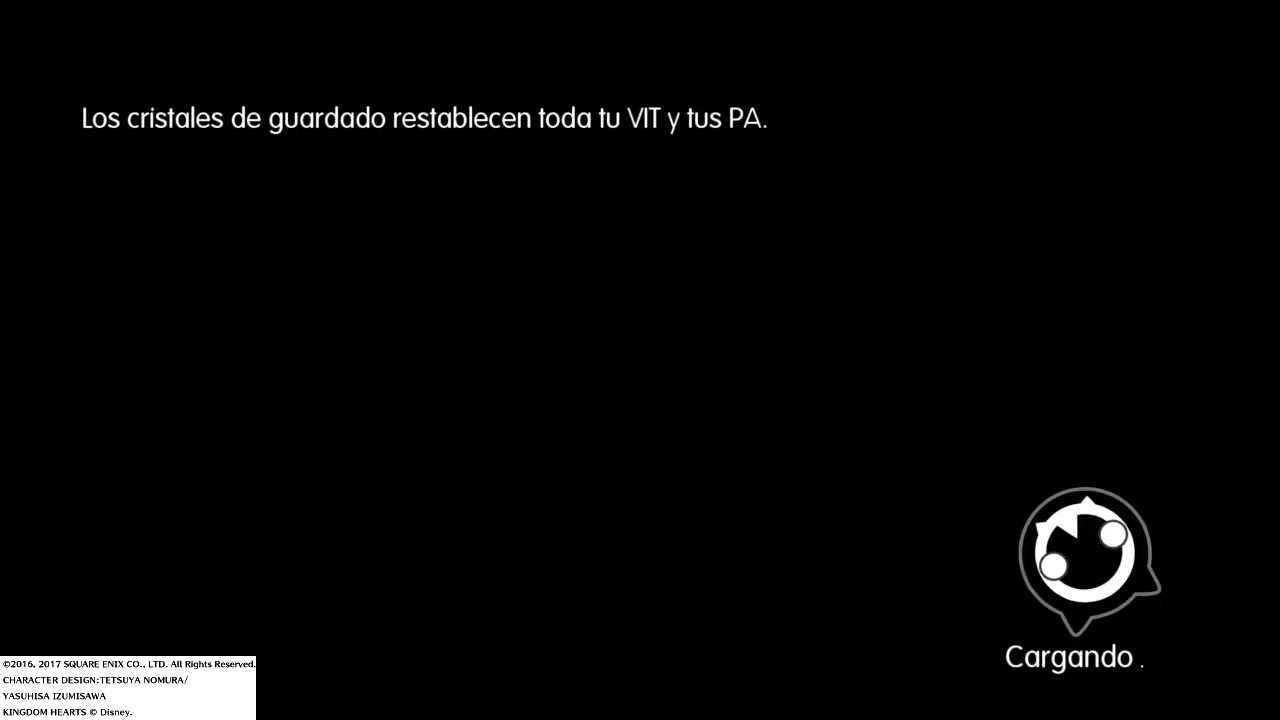 Los cristales de guardado restablecen toda tu VIT y tus PA.
Cargando .
©2016, 2017 SQUARE ENIX CO., LTD. All Rights Reserved.
CHARACTER DESIGN:TETSUYA NOMURA/
YASUHISA IZUMISAWA
KINGDOM HEARTS © Disney.